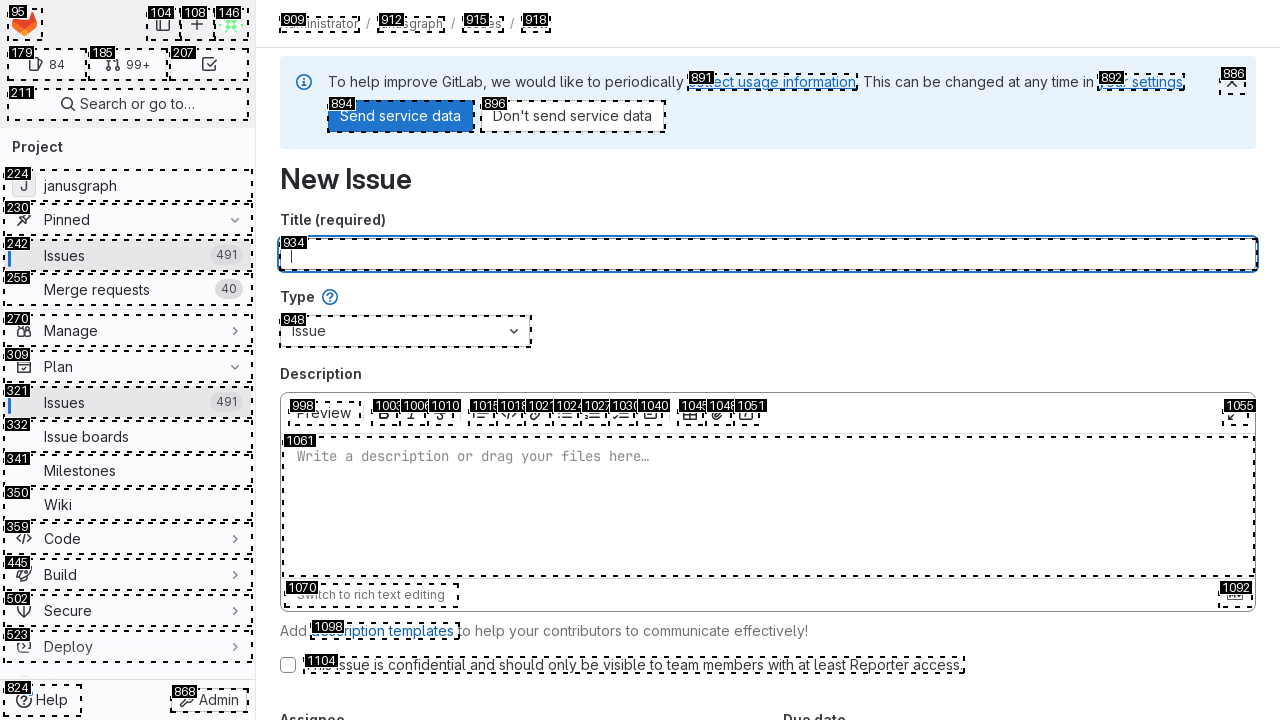 95
104
108
146
179
84
185
99+
207
211
Search or go to…
Project
224
J
janusgraph
230
Pinned
242
Issues
491
255
Merge requests
40
270
Manage
309
Plan
321
Issues
491
332
Issue boards
341
Milestones
350
Wiki
359
Code
445
Build
502
Secure
523
Deploy
824
Help
868
Admin
909
/
912
/
915
/
918
To help improve GitLab, we would like to periodically 891 usage information. This can be changed at any time in 892 settings.
886
894
Send service data
896
Don't send service data
New Issue
Title (required)
934
Type
948
Issue
Description
998
Preview
1003
1006
1010
1015
1018
1021
1024
1027
1030
1040
1045
1048
1051
1055
1061
Write a description or drag your files here…
1070
Switch to rich text editing
1092
Add 1098 description templates to help your contributors to communicate effectively!
1104
This issue is confidential and should only be visible to team members with at least Reporter access.
Assignee
Due date